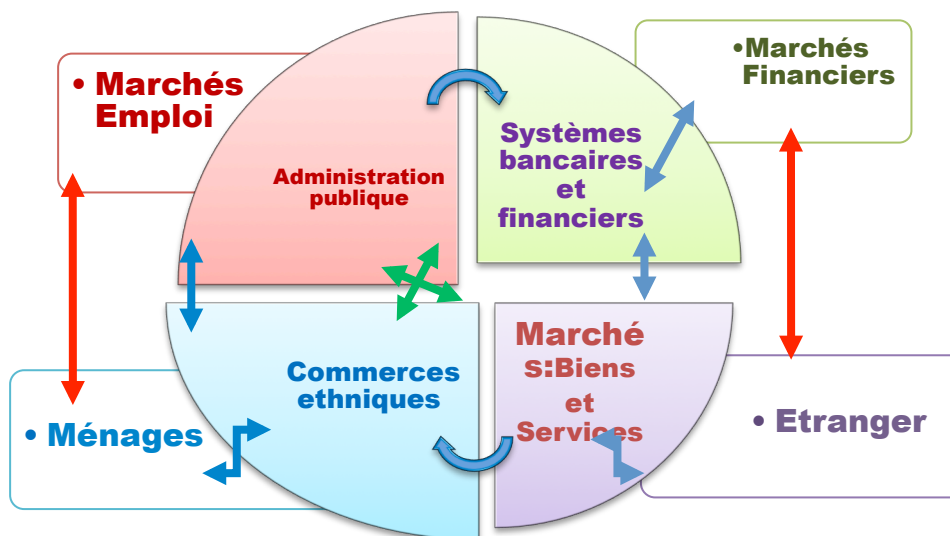 • Marchés
Emploi
Administration
publique
Systèmes
bancaires
et
financiers
•Marchés
Financiers
• Ménages
Commerces
ethniques
Marché
s:Biens
et
Services
• Etranger